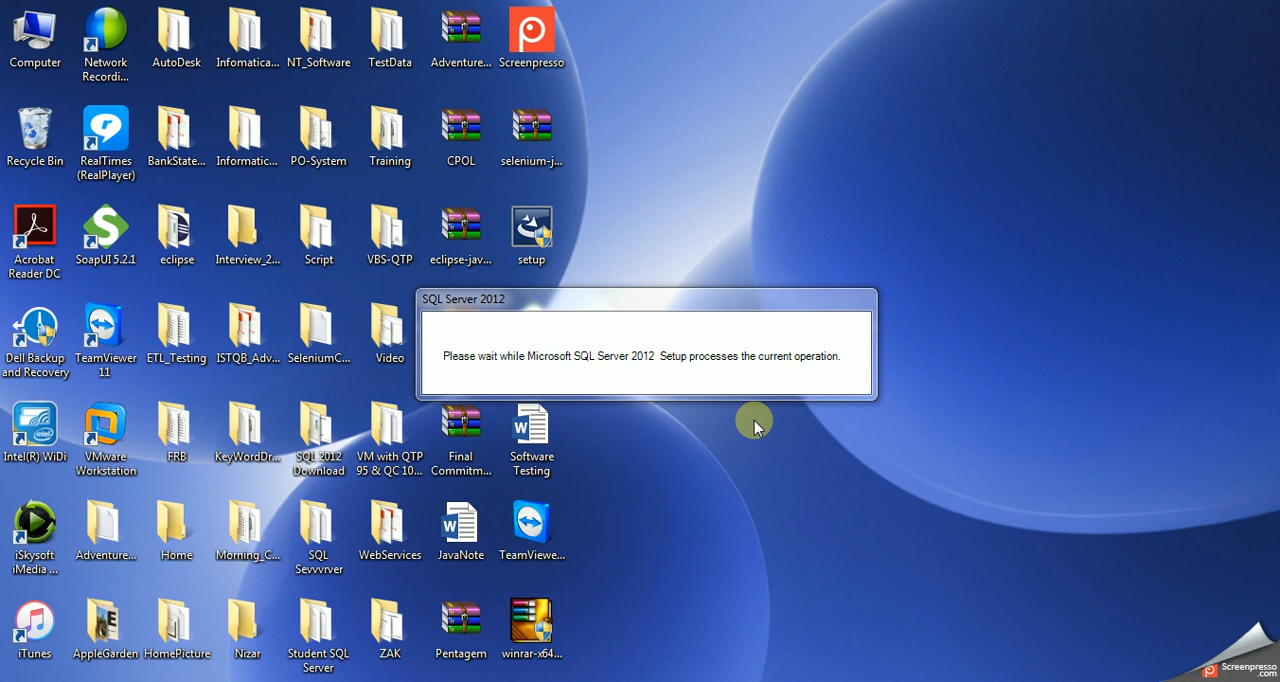 Computer
Network
Recordi...
AutoDesk
Infomatica...
NT_Software
TestData
Adventure...
Screenpresso
Recycle Bin
RealTimes
(RealPlayer)
BankState...
Informatic...
PO-System
Training
CPOL
selenium-j...
Acrobat
Reader DC
SoapUI 5.2.1
eclipse
Interview_2...
Script
VBS-QTP
eclipse-jav...
setup
SQL Server 2012
Please wait while Microsoft SQL Server 2012  Setup processes the current operation.
Dell Backup
and Recovery
TeamViewer
11
ETL_Testing
ISTQB_Adv...
SeleniumC...
Video
Intel(R) WiDi
VMware
Workstation
FRB
KeyWordDr...
SQL 2012
Download
VM with QTP
95 & QC 10...
Final
Commitm...
Software
Testing
iSkysoft
iMedia ...
Adventure...
Home
Morning_C...
SQL
Sevvvrver
WebServices
JavaNote
TeamViewe...
iTunes
AppleGarden
HomePicture
Nizar
Student SQL
Server
ZAK
Pentagem
winrar-x64...
Screenpresso
.com